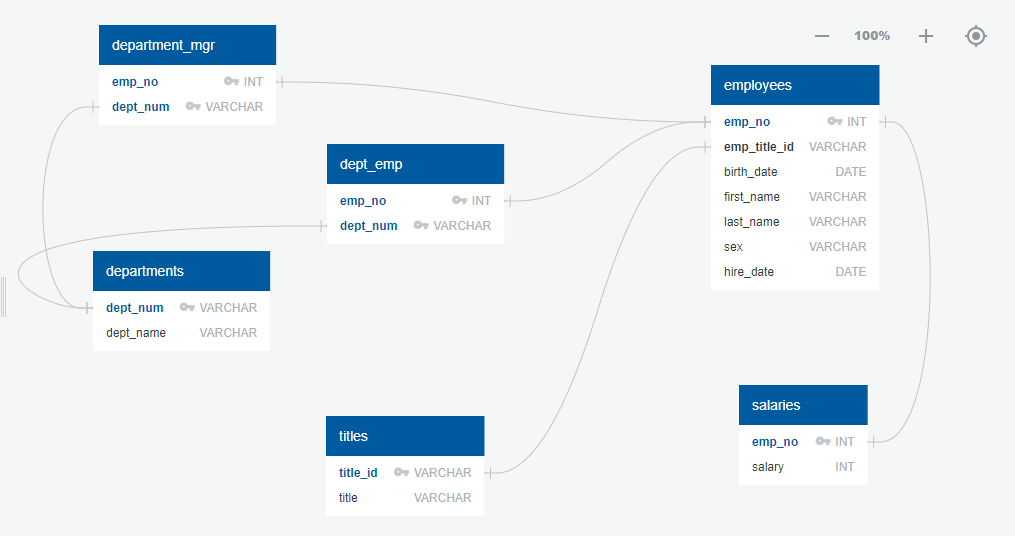 department_mgr
emp_no INT
dept_num VARCHAR
100%
employees
emp_no INT
emp_title_id VARCHAR
birth_date DATE
first_name VARCHAR
last_name VARCHAR
sex VARCHAR
hire_date DATE
dept_emp
emp_no INT
dept_num VARCHAR
departments
dept_num VARCHAR
dept_name VARCHAR
titles
title_id VARCHAR
title VARCHAR
salaries
emp_no INT
salary INT